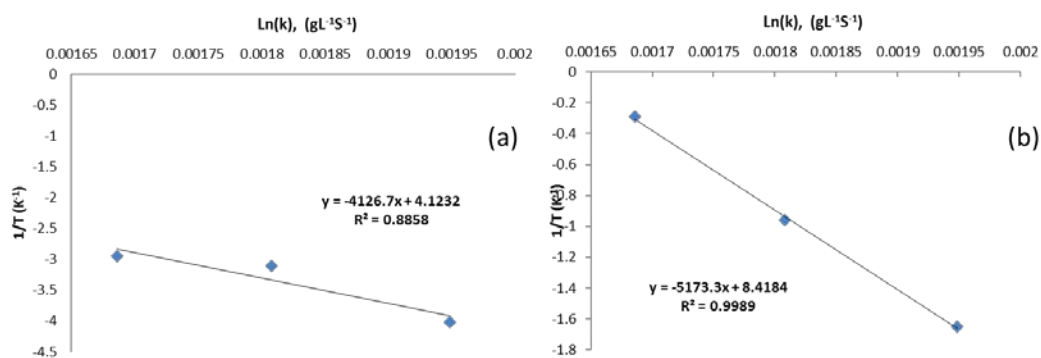 Ln(k), (gL⁻¹S⁻¹)
0.00165 0.0017 0.00175 0.0018 0.00185 0.0019 0.00195 0.002
0
-0.5
-1
-1.5
-2
-2.5
-3
-3.5
-4
-4.5
1/T (K⁻¹)
(a)
y = -4126.7x + 4.1232
R² = 0.8858
Ln(k), (gL⁻¹S⁻¹)
0.00165 0.0017 0.00175 0.0018 0.00185 0.0019 0.00195 0.002
0
-0.2
-0.4
-0.6
-0.8
-1
-1.2
-1.4
-1.6
-1.8
1/T (K⁻¹)
(b)
y = -5173.3x + 8.4184
R² = 0.9989